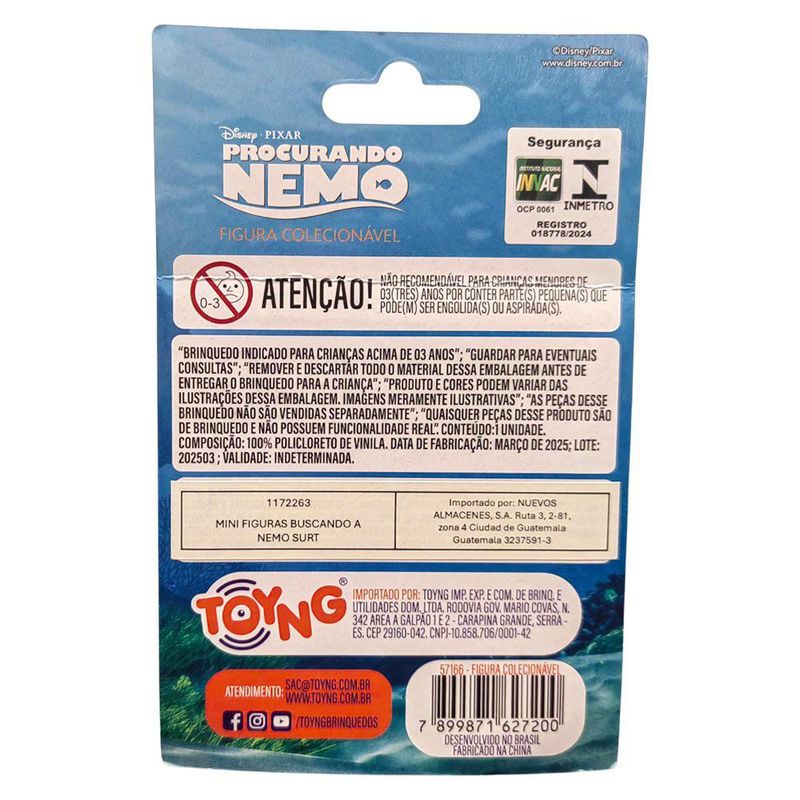 ©Disney/Pixar
www.disney.com.br
Disney · PIXAR
PROCURANDO
NEMO
FIGURA COLECIONÁVEL
Segurança
INSTITUTO NACIONAL
INNAC
OCP 0061
INMETRO
REGISTRO
018778/2024
0-3
ATENÇÃO!
NÃO RECOMENDÁVEL PARA CRIANÇAS MENORES DE
03(TRÊS) ANOS POR CONTER PARTE(S) PEQUENA(S) QUE
PODE(M) SER ENGOLIDA(S) OU ASPIRADA(S).
"BRINQUEDO INDICADO PARA CRIANÇAS ACIMA DE 03 ANOS"; "GUARDAR PARA EVENTUAIS
CONSULTAS"; "REMOVER E DESCARTAR TODO O MATERIAL DESSA EMBALAGEM ANTES DE
ENTREGAR O BRINQUEDO PARA A CRIANÇA"; "PRODUTO E CORES PODEM VARIAR DAS
ILUSTRAÇÕES DESSA EMBALAGEM. IMAGENS MERAMENTE ILUSTRATIVAS"; "AS PEÇAS DESSE
BRINQUEDO NÃO SÃO VENDIDAS SEPARADAMENTE"; "QUAISQUER PEÇAS DESSE PRODUTO SÃO
DE BRINQUEDO E NÃO POSSUEM FUNCIONALIDADE REAL". CONTEÚDO:1 UNIDADE.
COMPOSIÇÃO: 100% POLICLORETO DE VINILA. DATA DE FABRICAÇÃO: MARÇO DE 2025; LOTE:
202503 ; VALIDADE: INDETERMINADA.
1172263
MINI FIGURAS BUSCANDO A
NEMO SURT
Importado por: NUEVOS
ALMACENES, S.A. Ruta 3, 2-81,
zona 4 Ciudad de Guatemala
Guatemala 3237591-3
TOYNG®
IMPORTADO POR: TOYNG IMP. EXP. E COM. DE BRINQ. E
UTILIDADES DOM. LTDA. RODOVIA GOV. MARIO COVAS, N.
342 AREA A GALPÃO 1 E 2 - CARAPINA GRANDE, SERRA -
ES. CEP 29160-042. CNPJ-10.858.706/0001-42
ATENDIMENTO:
SAC@TOYNG.COM.BR
WWW.TOYNG.COM.BR
/TOYNGBRINQUEDOS
57166 - FIGURA COLECIONÁVEL
7 899871 627200
DESENVOLVIDO NO BRASIL
FABRICADO NA CHINA